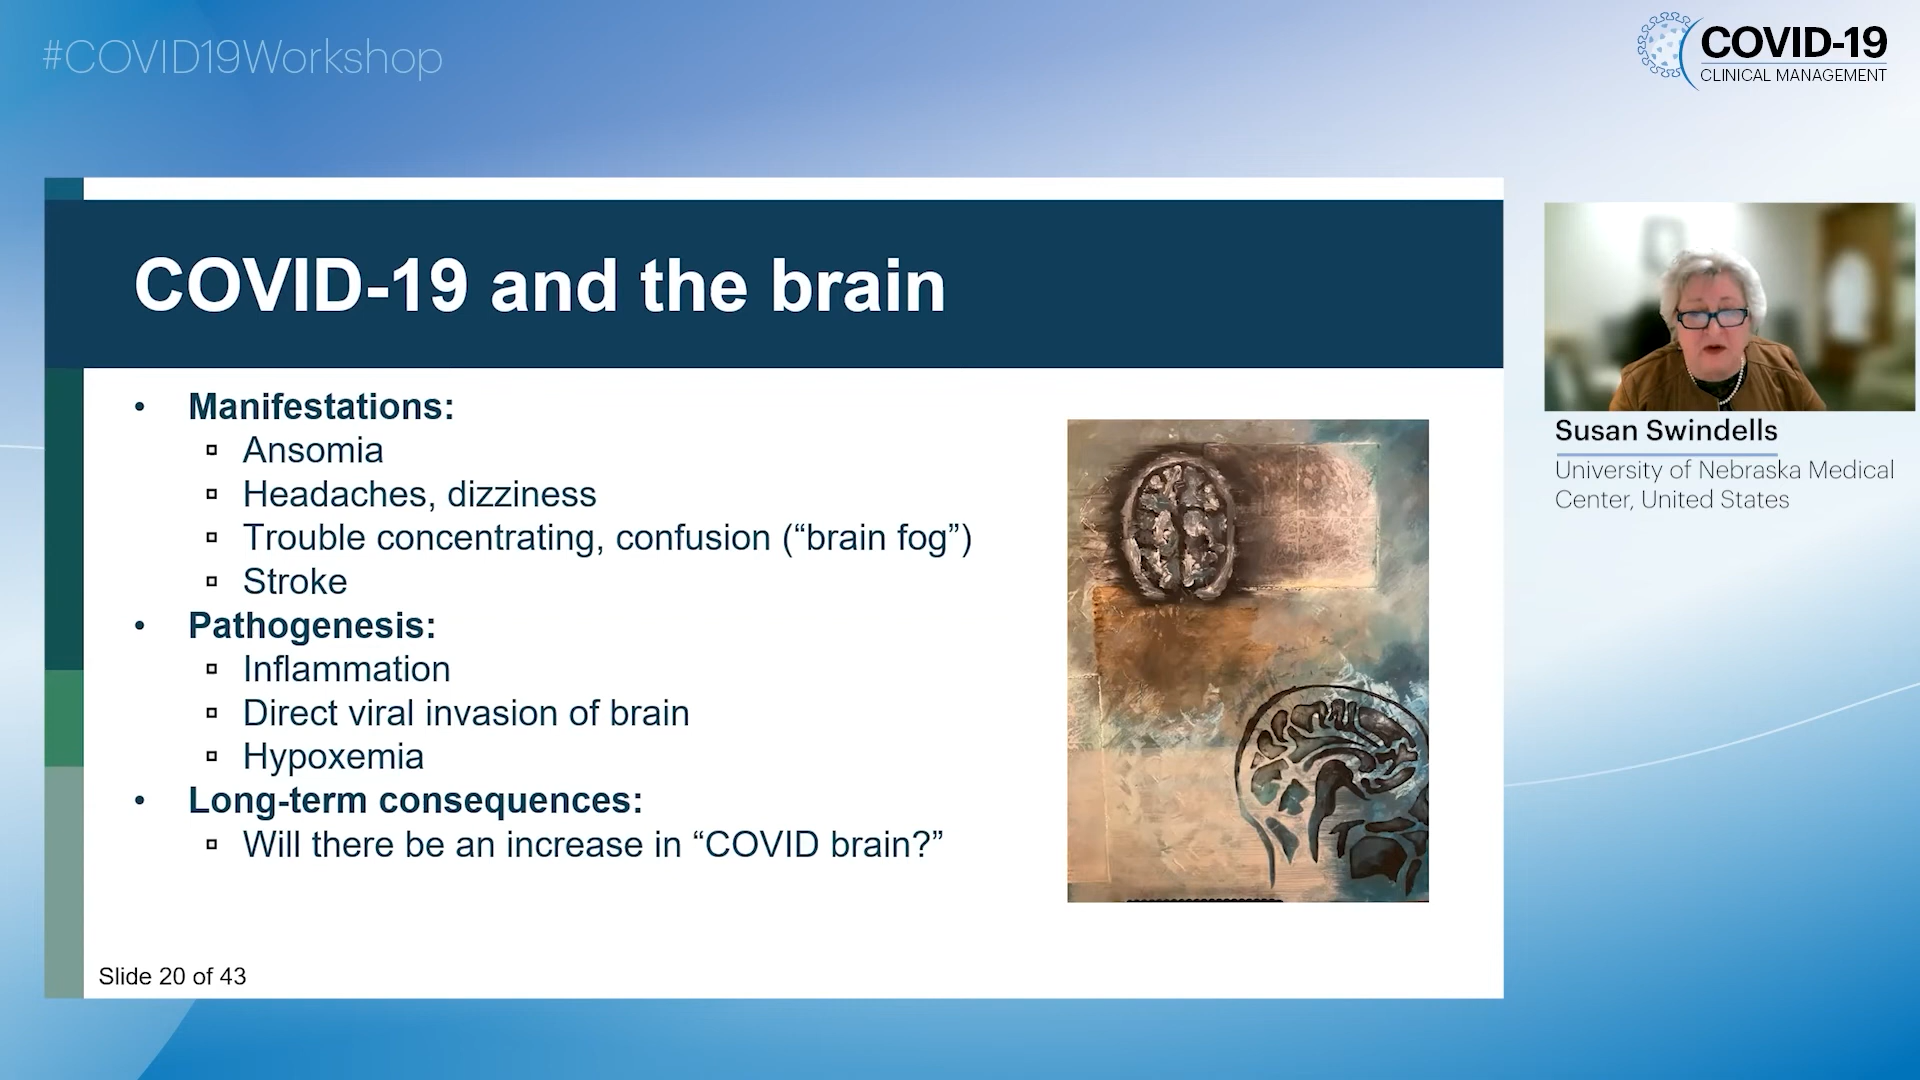 #COVID19Workshop
COVID-19
CLINICAL MANAGEMENT
COVID-19 and the brain
• Manifestations:
▫ Ansomia
▫ Headaches, dizziness
▫ Trouble concentrating, confusion (“brain fog”)
▫ Stroke
• Pathogenesis:
▫ Inflammation
▫ Direct viral invasion of brain
▫ Hypoxemia
• Long-term consequences:
▫ Will there be an increase in “COVID brain?”
Slide 20 of 43
Susan Swindells
University of Nebraska Medical
Center, United States